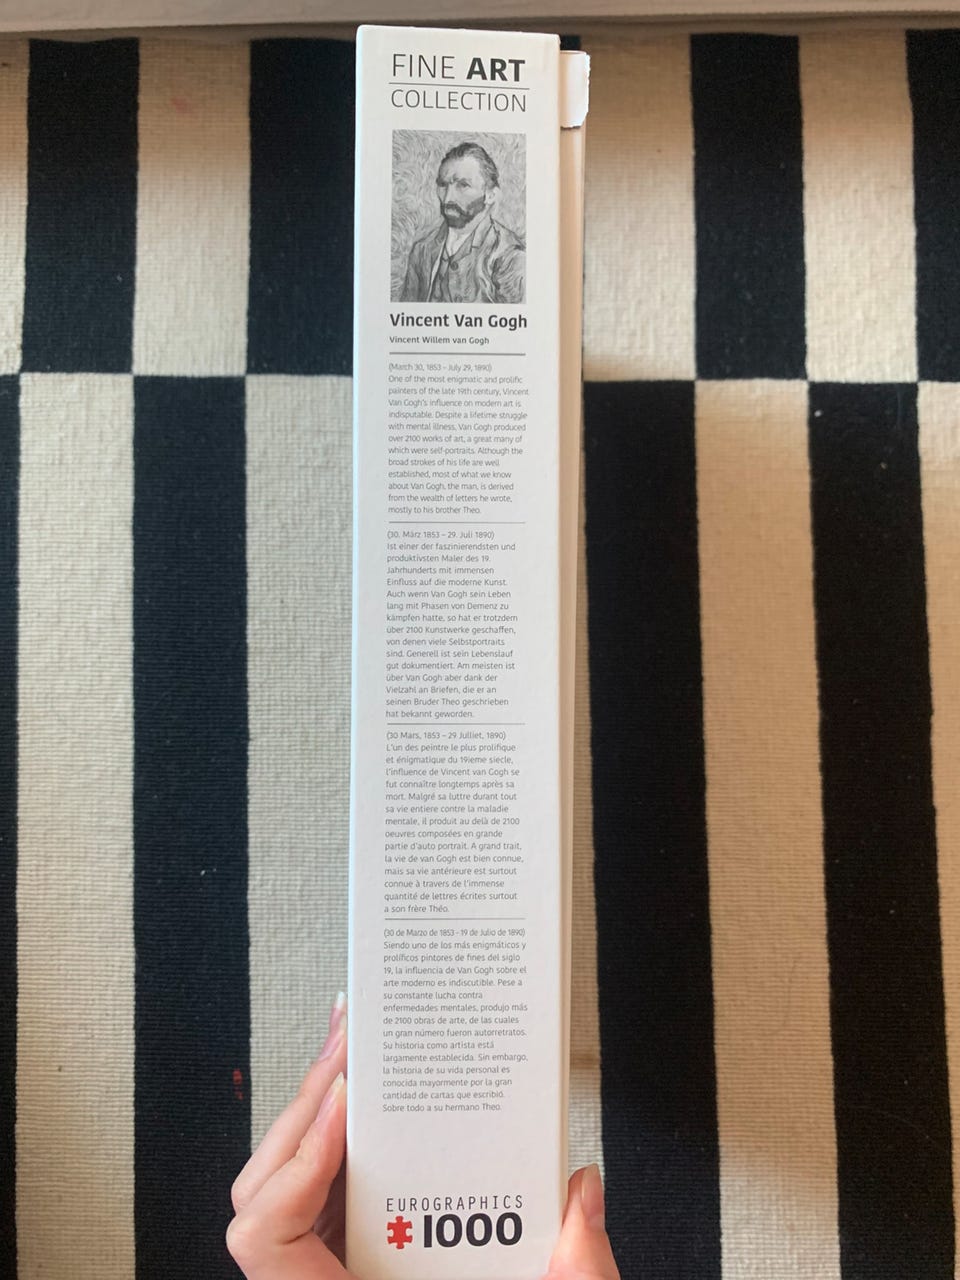 FINE ART
COLLECTION
Vincent Van Gogh
Vincent Willem van Gogh
(March 30, 1853 – July 29, 1890)
One of the most enigmatic and prolific
painters of the late 19th century, Vincent
Van Gogh's influence on modern art is
indisputable. Despite a lifetime struggle
with mental illness, Van Gogh produced
over 2100 works of art, a great many of
which were self-portraits. Although the
broad strokes of his life are well
established, most of what we know
about Van Gogh, the man, is derived
from the wealth of letters he wrote,
mostly to his brother Theo.
(30. März 1853 – 29. Juli 1890)
Ist einer der faszinierendsten und
produktivsten Maler des 19.
Jahrhunderts mit immensen
Einfluss auf die moderne Kunst.
Auch wenn Van Gogh sein Leben
lang mit Phasen von Demenz zu
kämpfen hatte, so hat er trotzdem
über 2100 Kunstwerke geschaffen,
von denen viele Selbstportraits
sind. Generell ist sein Lebenslauf
gut dokumentiert. Am meisten ist
über Van Gogh aber dank der
Vielzahl an Briefen, die er an
seinen Bruder Theo geschrieben
hat bekannt geworden.
(30 Mars, 1853 – 29 Julliet, 1890)
L'un des peintre le plus prolifique
et énigmatique du 19ieme siecle,
l'influence de Vincent van Gogh se
fut connaître longtemps après sa
mort. Malgré sa luttre durant tout
sa vie entiere contre la maladie
mentale, il produit au delà de 2100
oeuvres composées en grande
partie d'auto portrait. A grand trait,
la vie de van Gogh est bien connue,
mais sa vie antérieure est surtout
connue à travers de l'immense
quantité de lettres écrites surtout
a son frère Théo.
(30 de Marzo de 1853 - 19 de Julio de 1890)
Siendo uno de los más enigmáticos y
prolíficos pintores de fines del siglo
19, la influencia de Van Gogh sobre el
arte moderno es indiscutible. Pese a
su constante lucha contra
enfermedades mentales, produjo más
de 2100 obras de arte, de las cuales
un gran número fueron autorretratos.
Su historia como artista está
largamente establecida. Sin embargo,
la historia de su vida personal es
conocida mayormente por la gran
cantidad de cartas que escribió.
Sobre todo a su hermano Theo.
EUROGRAPHICS
1000